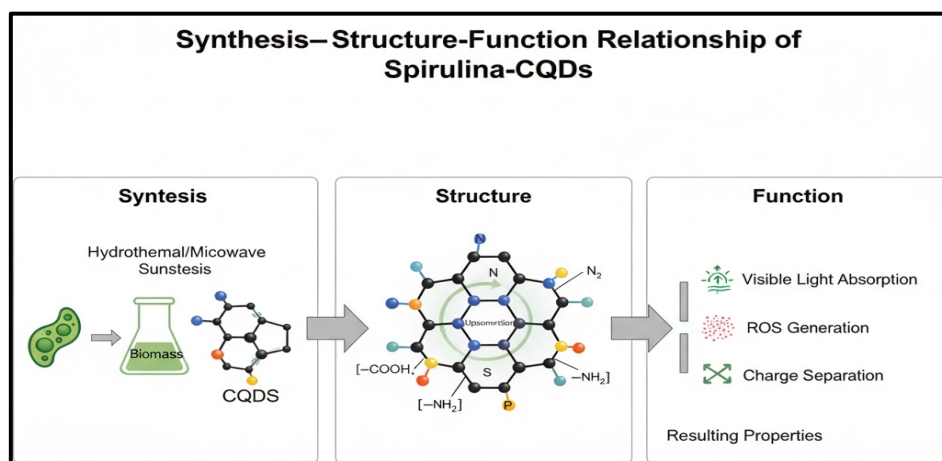 Synthesis–Structure-Function Relationship of
Spirulina-CQDs
Syntesis
Hydrothemal/Micowave
Sunstesis
Biomass
CQDS
Structure
N
N
N₂
Upsomrtion
[–COOH,
S
–NH₂]
[–NH₂]
P
Function
Visible Light Absorption
ROS Generation
Charge Separation
Resulting Properties